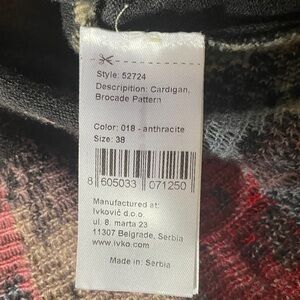 Style: 52724
Descripition: Cardigan,
Brocade Pattern
Color: 018 - anthracite
Size: 38
8 605033 071250
Manufactured at:
Ivković d.o.o.
ul. 8. marta 23
11307 Belgrade, Serbia
www.ivko.com
Made in: Serbia